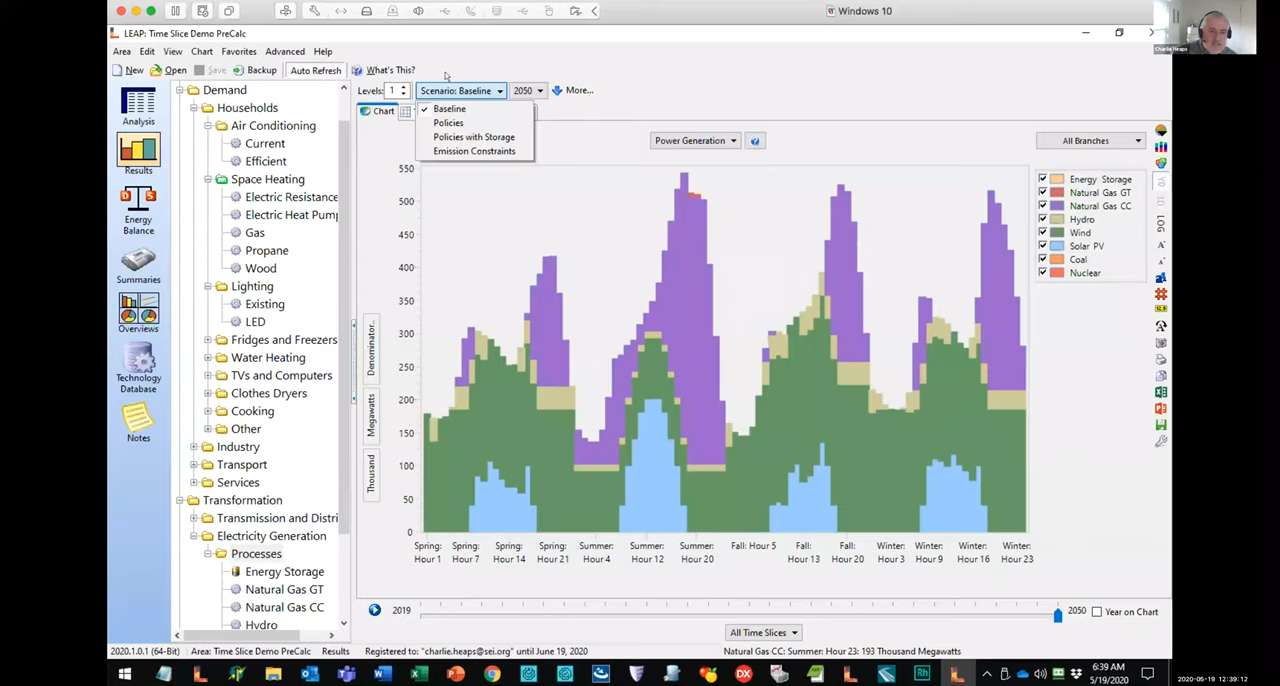 Windows 10
Charlie Heaps
LEAP: Time Slice Demo PreCalc
Area Edit View Chart Favorites Advanced Help
New Open Save Backup Auto Refresh What's This?
Levels: 1 Scenario: Baseline 2050 More...
Baseline
Policies
Policies with Storage
Emission Constraints
Chart
Power Generation
All Branches
Analysis
Results
Energy
Balance
Summaries
Overviews
Technology
Database
Notes
Demand
Households
Air Conditioning
Current
Efficient
Space Heating
Electric Resistance
Electric Heat Pump
Gas
Propane
Wood
Lighting
Existing
LED
Fridges and Freezers
Water Heating
TVs and Computers
Clothes Dryers
Cooking
Other
Industry
Transport
Services
Transformation
Transmission and Distri
Electricity Generation
Processes
Energy Storage
Natural Gas GT
Natural Gas CC
Hydro
Denominator...
Megawatts
Thousand
550
500
450
400
350
300
250
200
150
100
50
0
Spring: Hour 1
Spring: Hour 7
Spring: Hour 14
Spring: Hour 21
Summer: Hour 4
Summer: Hour 12
Summer: Hour 20
Fall: Hour 5
Fall: Hour 13
Fall: Hour 20
Winter: Hour 3
Winter: Hour 9
Winter: Hour 16
Winter: Hour 23
Energy Storage
Natural Gas GT
Natural Gas CC
Hydro
Wind
Solar PV
Coal
Nuclear
LOG
2019
2050 Year on Chart
All Time Slices
2020.1.0.1 (64-Bit) Area: Time Slice Demo PreCalc Results Registered to: "charlie.heaps@sei.org" until June 19, 2020 Natural Gas CC: Summer: Hour 23: 193 Thousand Megawatts
6:39 AM
5/19/2020
2020-05-19 12:39:12